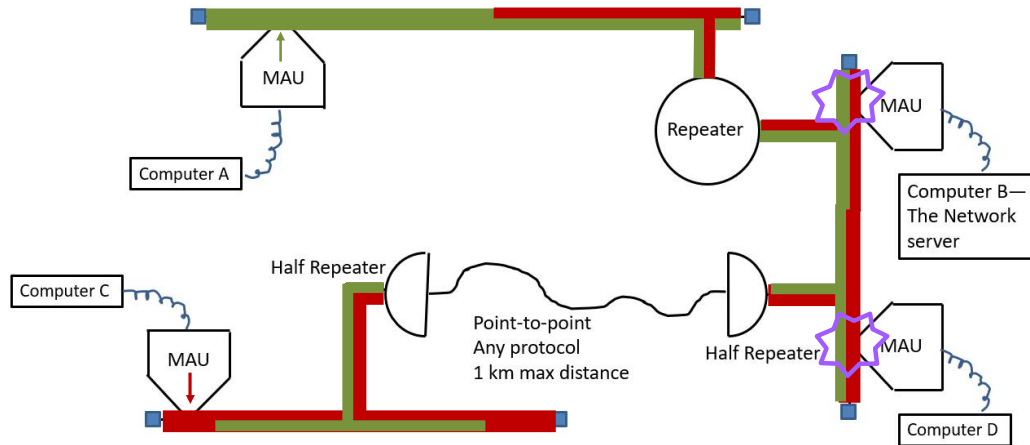 MAU
Computer A
Repeater
MAU
Computer B—
The Network
server
Half Repeater
Computer C
MAU
Point-to-point
Any protocol
1 km max distance
Half Repeater
MAU
Computer D